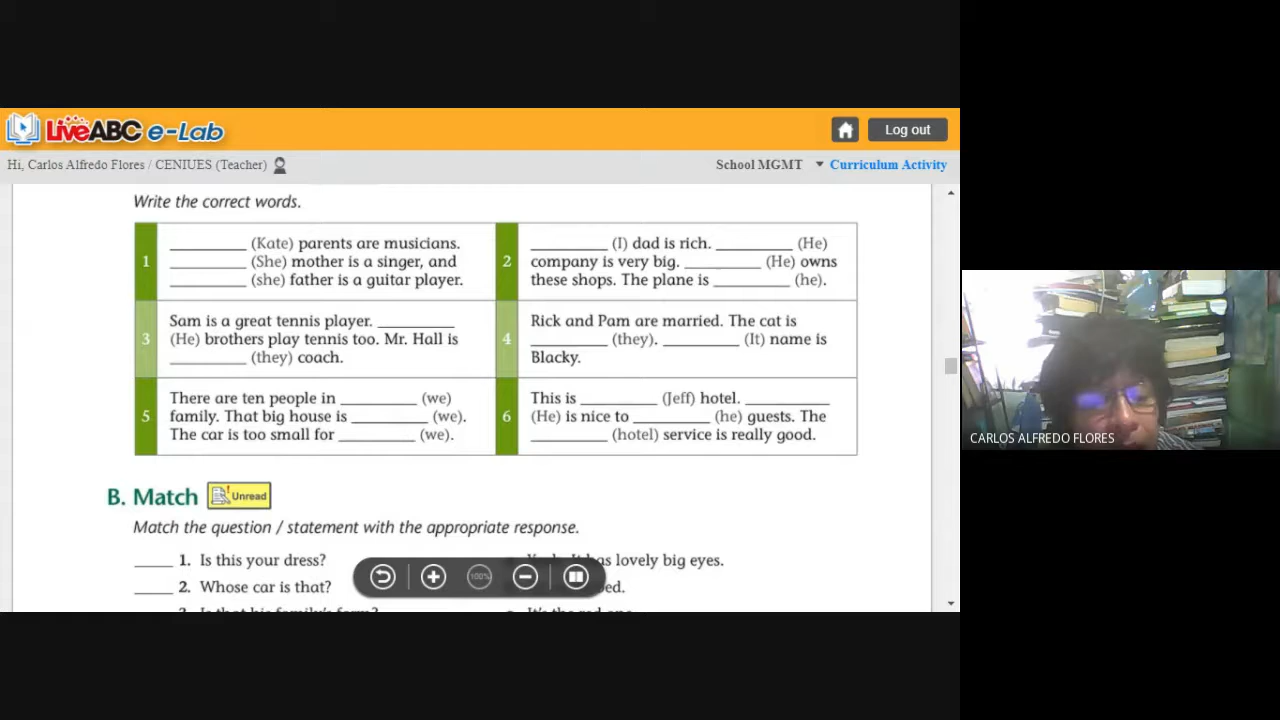 LiveABC e-Lab
Log out
Hi, Carlos Alfredo Flores / CENIUES (Teacher)
School MGMT
Curriculum Activity
Write the correct words.
1
__________ (Kate) parents are musicians.
__________ (She) mother is a singer, and
__________ (she) father is a guitar player.
2
__________ (I) dad is rich. __________ (He)
company is very big. __________ (He) owns
these shops. The plane is __________ (he).
3
Sam is a great tennis player. __________
(He) brothers play tennis too. Mr. Hall is
__________ (they) coach.
4
Rick and Pam are married. The cat is
__________ (they). __________ (It) name is
Blacky.
5
There are ten people in __________ (we)
family. That big house is __________ (we).
The car is too small for __________ (we).
6
This is __________ (Jeff) hotel. __________
(He) is nice to __________ (he) guests. The
__________ (hotel) service is really good.
B. Match
Unread
Match the question / statement with the appropriate response.
_____ 1. Is this your dress?
as lovely big eyes.
_____ 2. Whose car is that?
100%
CARLOS ALFREDO FLORES